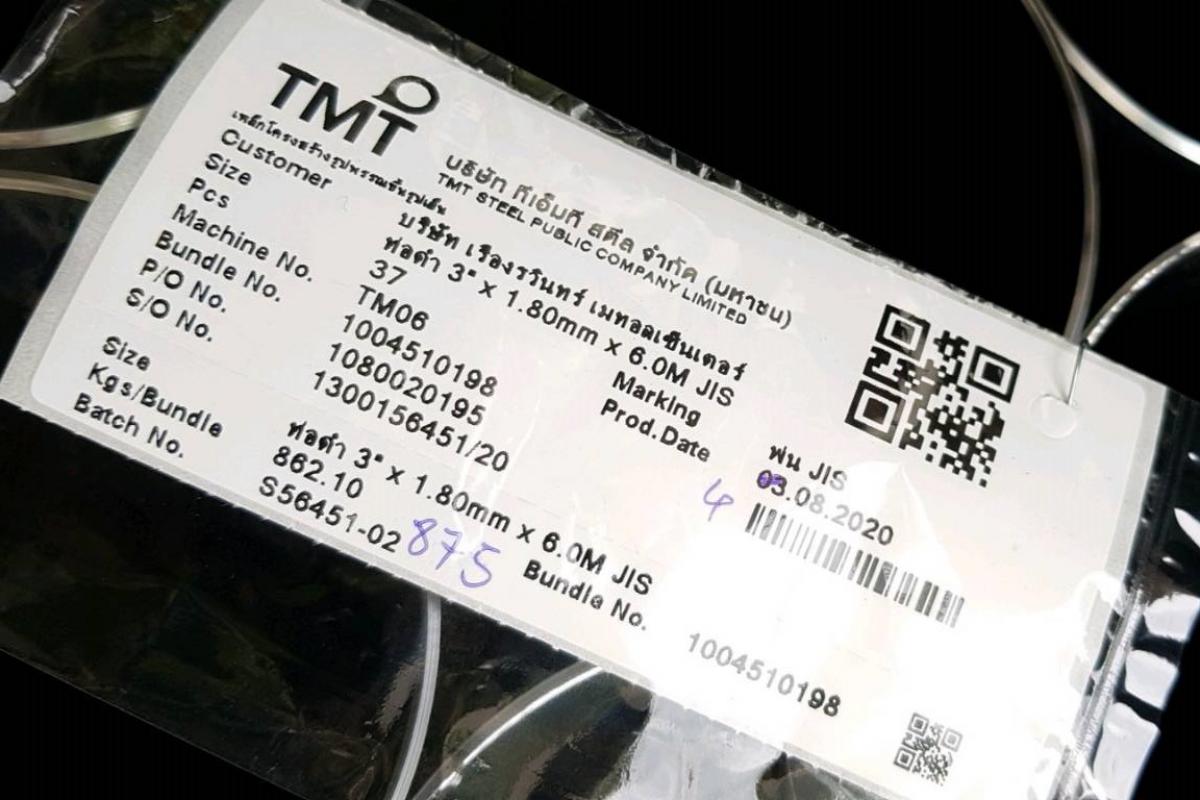 TMT
เหล็กโครงสร้างรูปพรรณขึ้นรูปเย็น
บริษัท ทีเอ็มที สตีล จำกัด (มหาชน)
TMT STEEL PUBLIC COMPANY LIMITED
Customer บริษัท เรืองรวินทร์ เมทอลเซ็นเตอร์
Size ท่อดำ 3" x 1.80mm x 6.0M JIS
Pcs 37 Marking พ่น JIS
Machine No. TM06 Prod.Date 03.08.2020
4
Bundle No. 1004510198
P/O No. 1080020195
S/O No. 1300156451/20
Size ท่อดำ 3" x 1.80mm x 6.0M JIS
Kgs/Bundle 862.10 Bundle No. 1004510198
Batch No. S56451-02
875